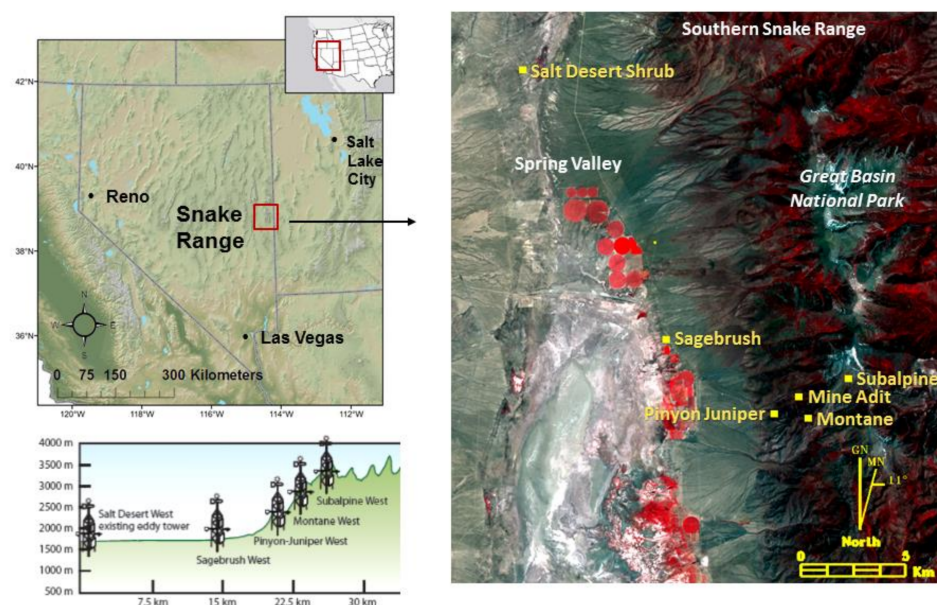 42°N
40°N
38°N
36°N
Reno
Salt
Lake
City
Snake
Range
Las Vegas
N
W
E
S
0 75 150 300 Kilometers
120°W 116°W 114°W 112°W
Southern Snake Range
Salt Desert Shrub
Spring Valley
Great Basin
National Park
Sagebrush
Subalpine
Mine Adit
Pinyon Juniper
Montane
GN
MN
11°
North
0 5
Km
4000 m
3500 m
3000 m
2500 m
2000 m
1500 m
1000 m
500 m
Salt Desert West
existing eddy tower
Subalpine West
Montane West
Pinyon-Juniper West
Sagebrush West
7.5 km 15 km 22.5 km 30 km